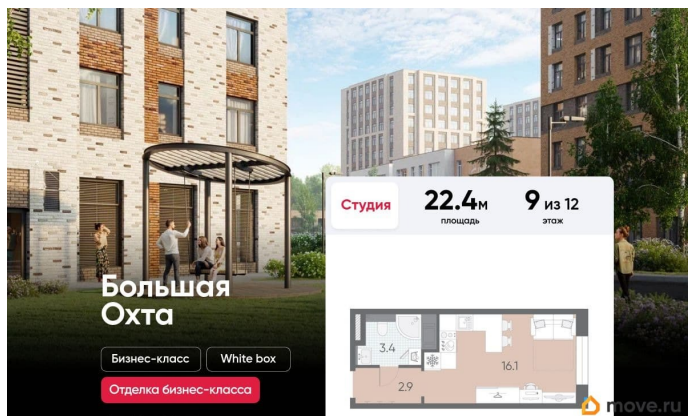 Студия
22.4м
площадь
9 из 12
этаж
Большая
Охта
Бизнес-класс
White box
Отделка бизнес-класса
3.4
2.9
16.1
move.ru